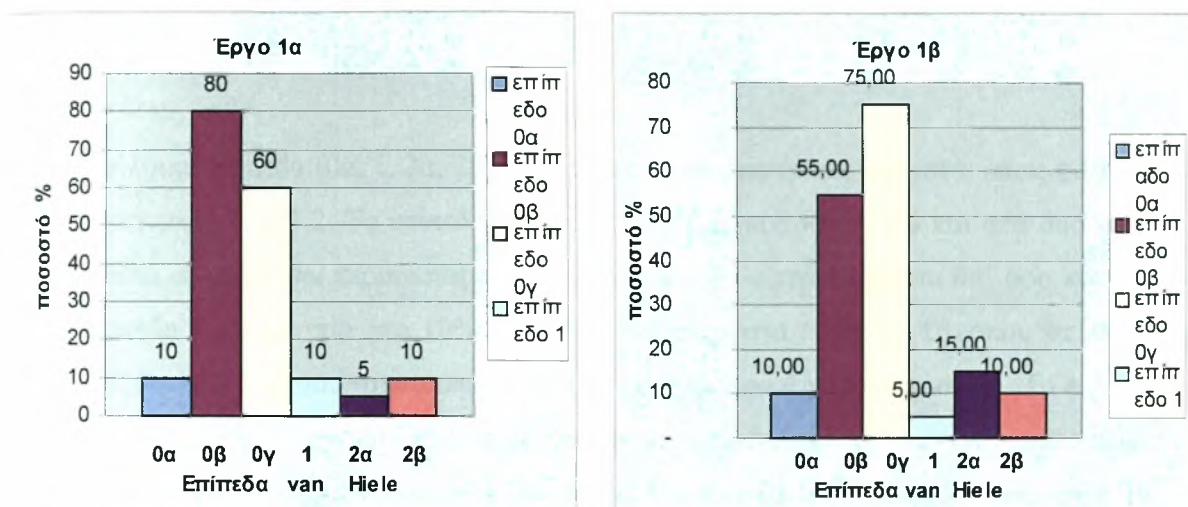 Έργο 1α
90
80
70
60
50
40
30
20
10
0
ποσοστό %
80
60
10
10
5
10
0α 0β 0γ 1 2α 2β
Επίπεδα van Hiele
επίπ
εδο
0α
επίπ
εδο
0β
επίπ
εδο
0γ
επίπ
εδο 1
Έργο 1β
80
70
60
50
40
30
20
10
-
ποσοστό %
75,00
55,00
10,00
5,00
15,00
10,00
0α 0β 0γ 1 2α 2β
Επίπεδα van Hiele
επίπ
αδο
0α
επίπ
εδο
0β
επίπ
εδο
0γ
επίπ
εδο 1